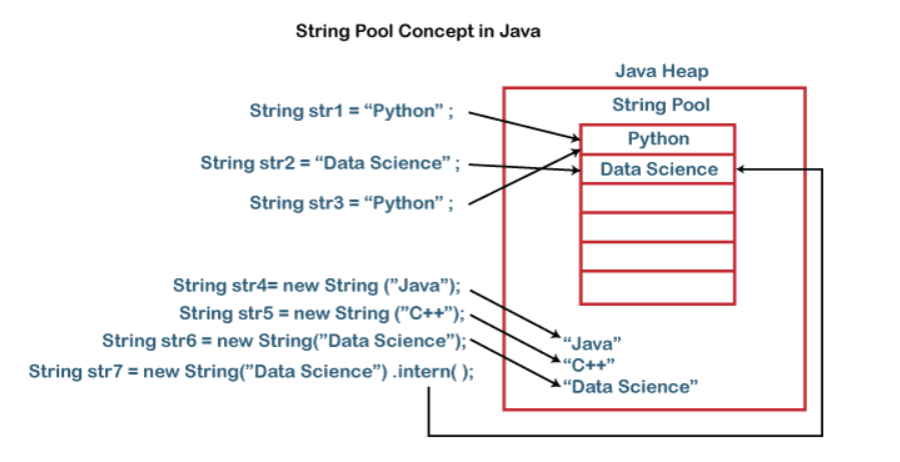 String Pool Concept in Java
Java Heap
String Pool
String str1 = “Python” ;
Python
String str2 = “Data Science” ;
Data Science
String str3 = “Python” ;
String str4= new String (”Java”);
String str5 = new String (”C++”);
String str6 = new String(”Data Science”);
String str7 = new String(”Data Science”) .intern( );
“Java”
“C++”
“Data Science”